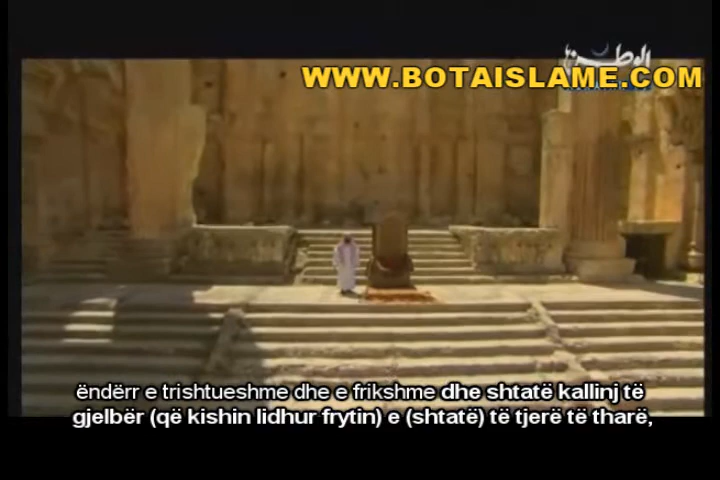 الوطن
WWW.BOTAISLAME.COM
ëndërr e trishtueshme dhe e frikshme dhe shtatë kallinj të
gjelbër (që kishin lidhur frytin) e (shtatë) të tjerë të tharë,